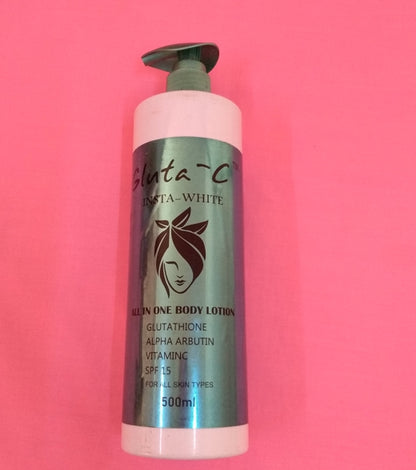 Gluta-C™
INSTA-WHITE
ALL IN ONE BODY LOTION
GLUTATHIONE
ALPHA ARBUTIN
VITAMINC
SPF 15
FOR ALL SKIN TYPES
500ml